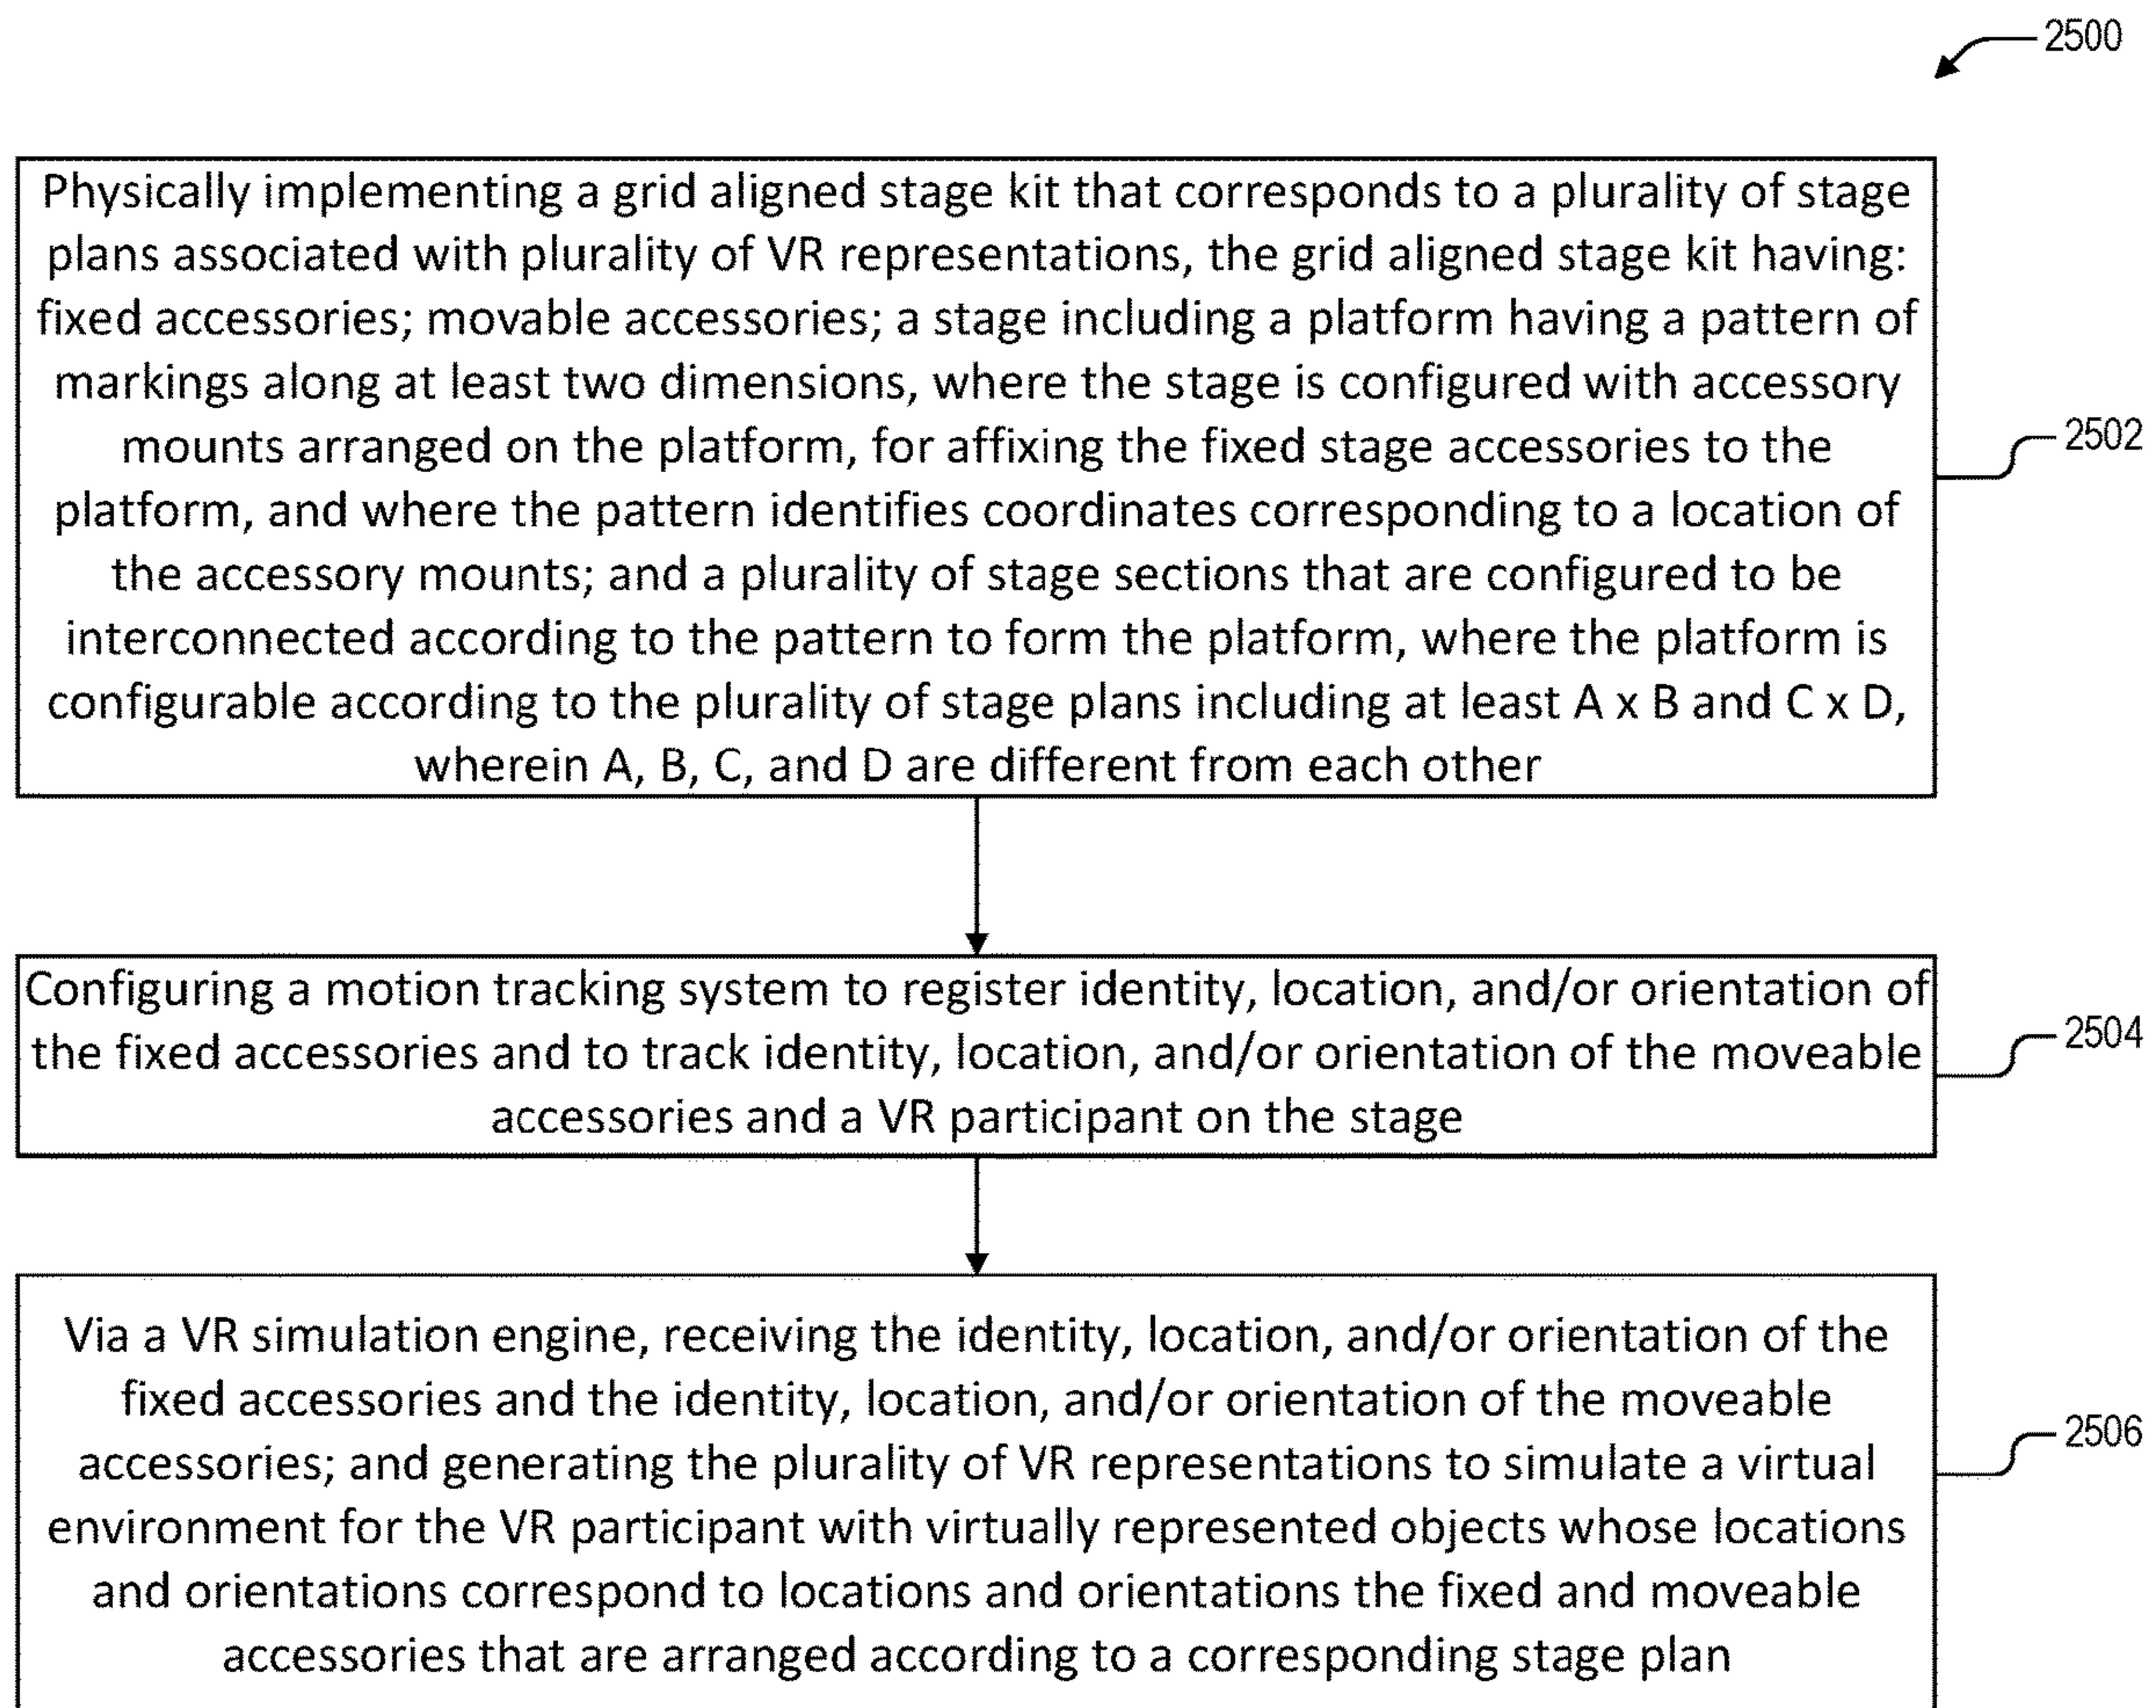 2500
Physically implementing a grid aligned stage kit that corresponds to a plurality of stage
plans associated with plurality of VR representations, the grid aligned stage kit having:
fixed accessories; movable accessories; a stage including a platform having a pattern of
markings along at least two dimensions, where the stage is configured with accessory
mounts arranged on the platform, for affixing the fixed stage accessories to the
platform, and where the pattern identifies coordinates corresponding to a location of
the accessory mounts; and a plurality of stage sections that are configured to be
interconnected according to the pattern to form the platform, where the platform is
configurable according to the plurality of stage plans including at least A x B and C x D,
wherein A, B, C, and D are different from each other
2502
Configuring a motion tracking system to register identity, location, and/or orientation of
the fixed accessories and to track identity, location, and/or orientation of the moveable
accessories and a VR participant on the stage
2504
Via a VR simulation engine, receiving the identity, location, and/or orientation of the
fixed accessories and the identity, location, and/or orientation of the moveable
accessories; and generating the plurality of VR representations to simulate a virtual
environment for the VR participant with virtually represented objects whose locations
and orientations correspond to locations and orientations the fixed and moveable
accessories that are arranged according to a corresponding stage plan
2506